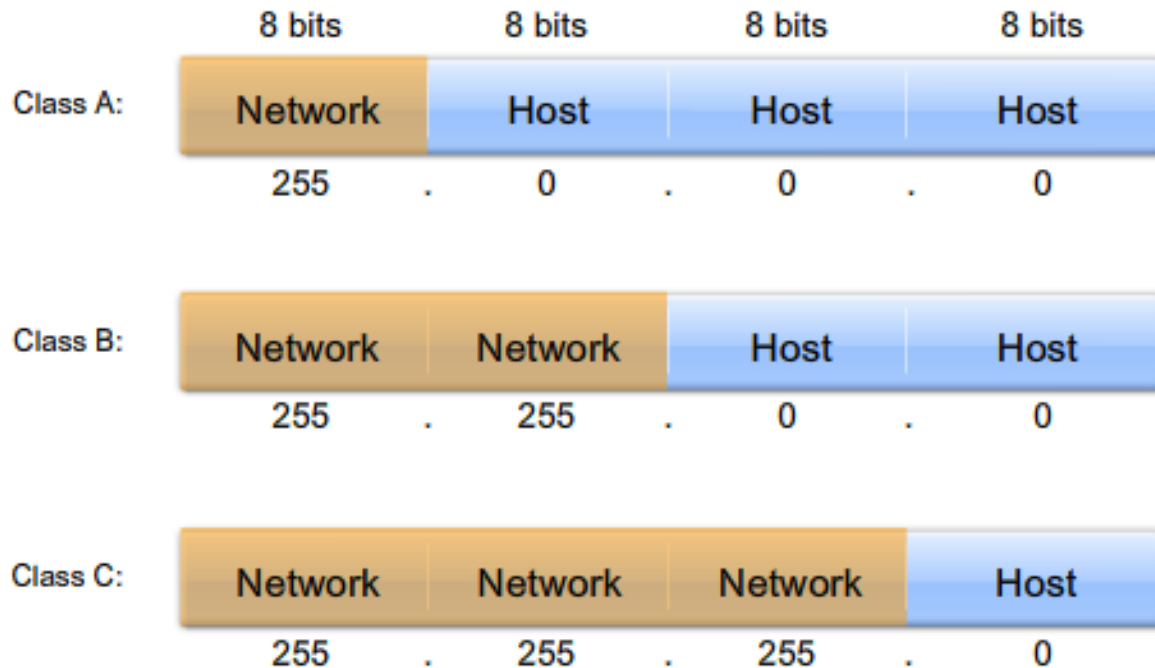 8 bits 8 bits 8 bits 8 bits
Class A: Network Host Host Host
255 . 0 . 0 . 0
Class B: Network Network Host Host
255 . 255 . 0 . 0
Class C: Network Network Network Host
255 . 255 . 255 . 0